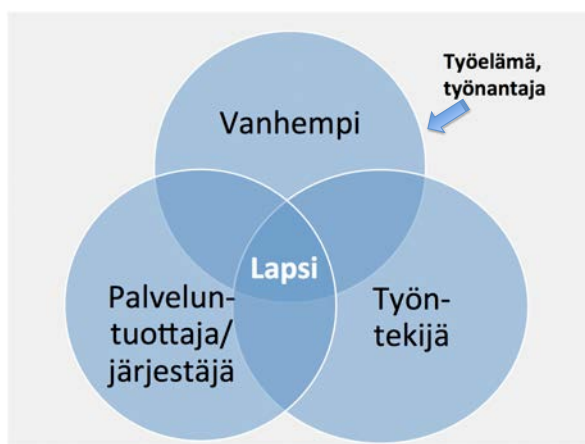 Työelämä,
työnantaja
Vanhempi
Lapsi
Palvelun-
tuottaja/
järjestäjä
Työn-
tekijä